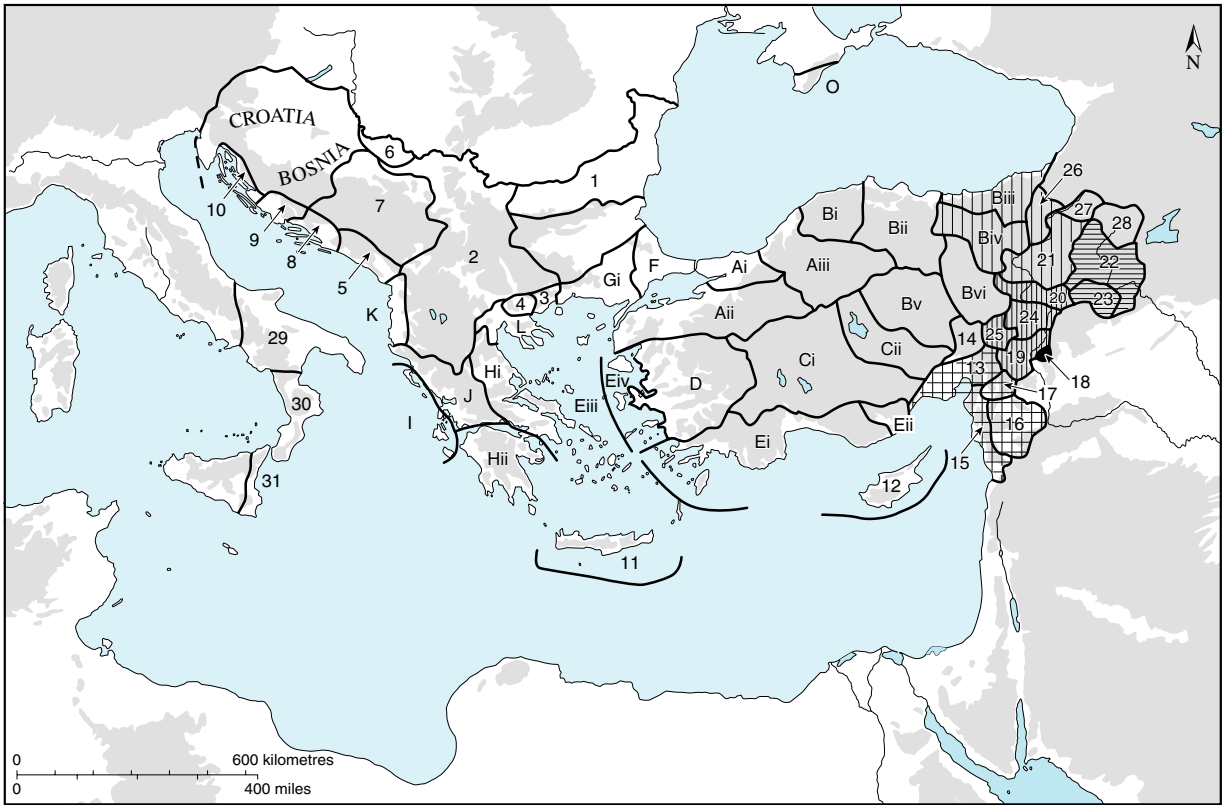 N
O
CROATIA
BOSNIA
6
26
1
10
7
Bi
Biii
27
28
9
Bii
Biv
8
2
F
Ai
Aiii
21
22
5
Gi
3
4
Bv
Bvi
20
23
K
L
Aii
24
14
25
29
Cii
Ci
13
19
Hi
Eiv
D
18
17
30
J
Eiii
I
Eii
16
Ei
Hii
15
31
12
11
0 600 kilometres
0 400 miles